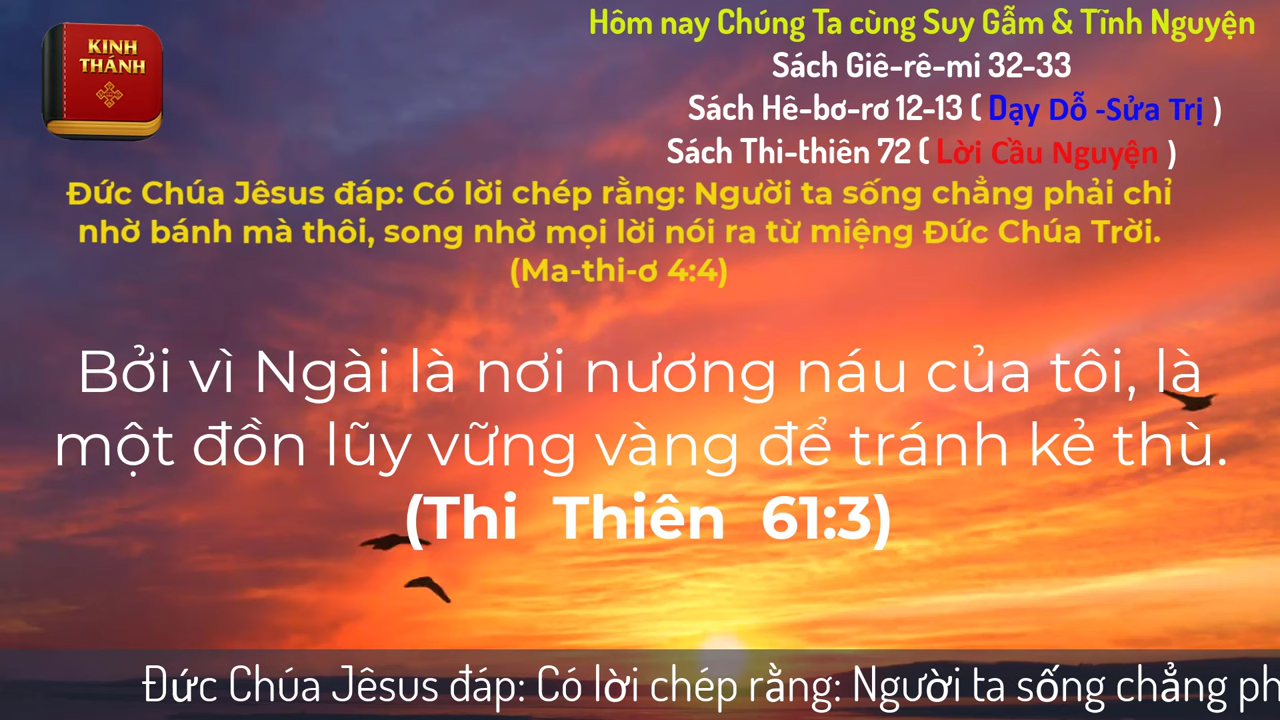 KINH
THÁNH
Hôm nay Chúng Ta cùng Suy Gẫm & Tĩnh Nguyện
Sách Giê-rê-mi 32-33
Sách Hê-bơ-rơ 12-13 ( Dạy Dỗ -Sửa Trị )
Sách Thi-thiên 72 ( Lời Cầu Nguyện )
Đức Chúa Jêsus đáp: Có lời chép rằng: Người ta sống chẳng phải chỉ
nhờ bánh mà thôi, song nhờ mọi lời nói ra từ miệng Đức Chúa Trời.
(Ma-thi-ơ 4:4)
Bởi vì Ngài là nơi nương náu của tôi, là
một đồn lũy vững vàng để tránh kẻ thù.
(Thi Thiên 61:3)
Đức Chúa Jêsus đáp: Có lời chép rằng: Người ta sống chẳng ph